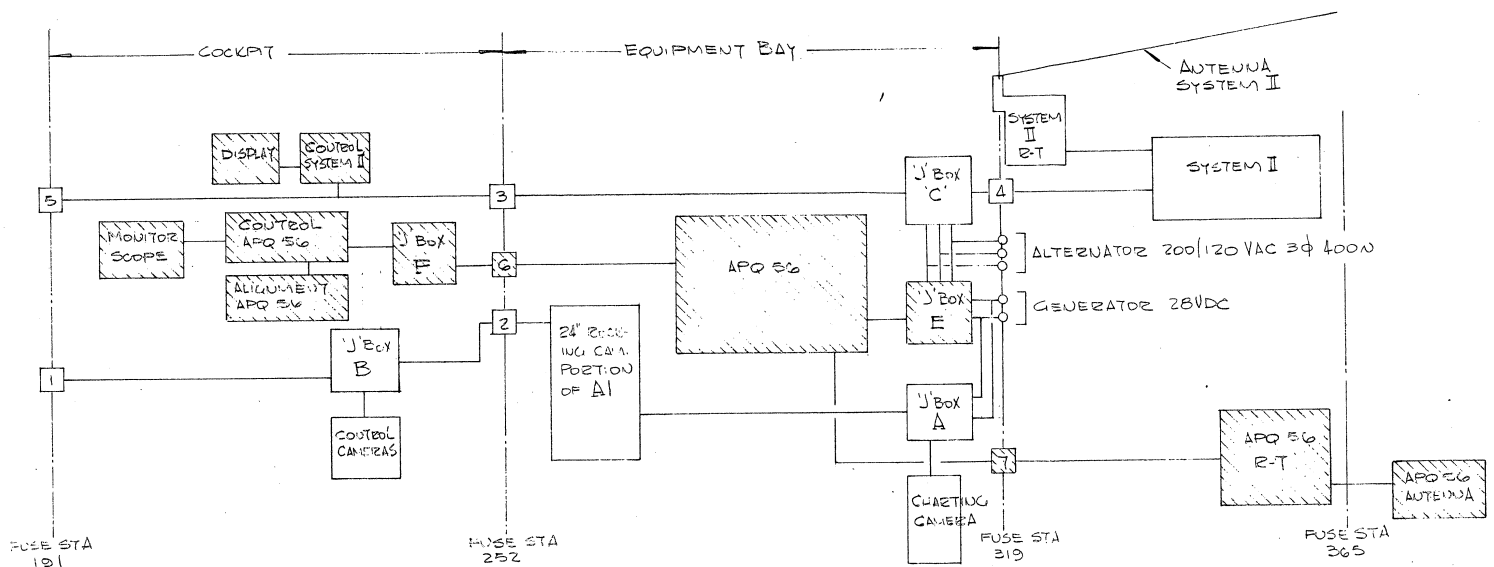 COCKPIT
EQUIPMENT BAY
ANTENNA
SYSTEM II
SYSTEM
II
R-T
SYSTEM II
DISPLAY
CONTROL
SYSTEM II
'J' BOX
'C'
5
3
4
MONITOR
SCOPE
CONTROL
APQ 56
ALIGNMENT
APQ 56
'J' BOX
F
6
APQ 56
ALTERNATOR 200/120 VAC 3φ 400N
'J' BOX
E
GENERATOR 28VDC
2
24" ROCK-
ING CAM.
PORTION
OF A1
'J' BOX
B
1
CONTROL
CAMERAS
'J' BOX
A
7
APQ 56
R-T
APQ 56
ANTENNA
CHARTING
CAMERA
FUSE STA
191
FUSE STA
252
FUSE STA
319
FUSE STA
365